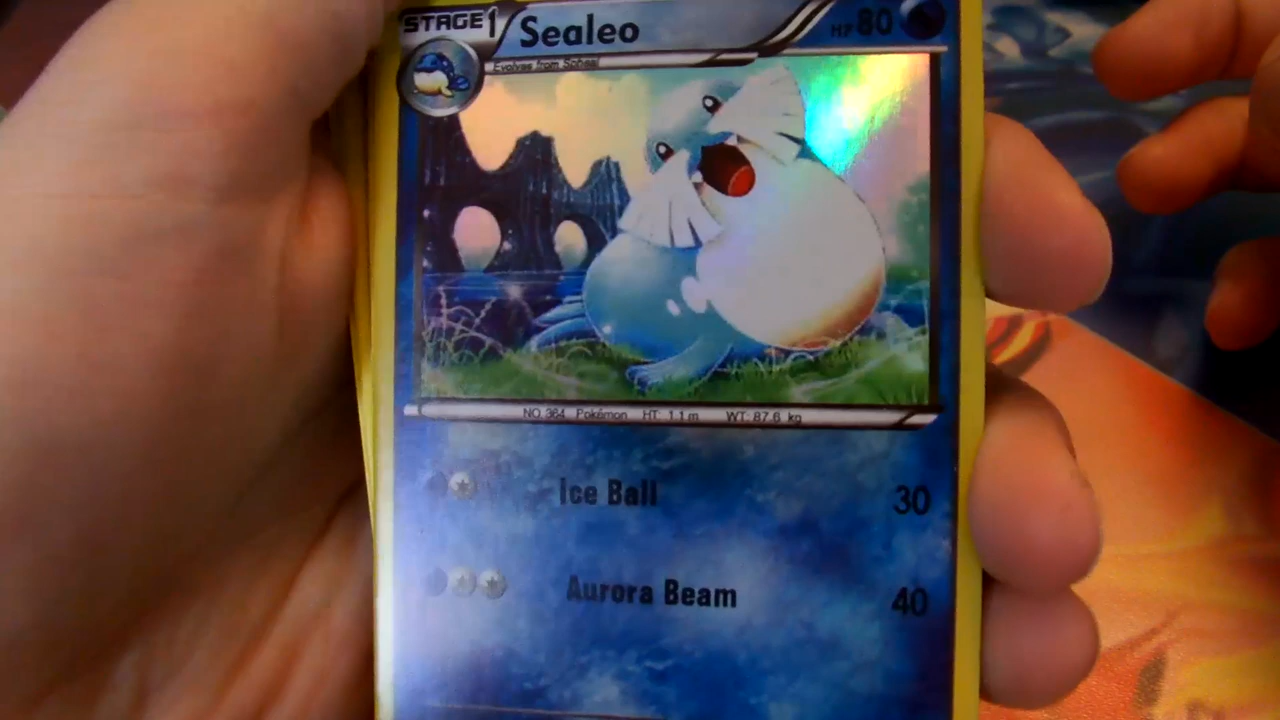 STAGE 1 Sealeo HP 80
Evolves from Spheal
NO. 364 Pokémon HT: 1.1 m WT: 87.6 kg
Ice Ball 30
Aurora Beam 40